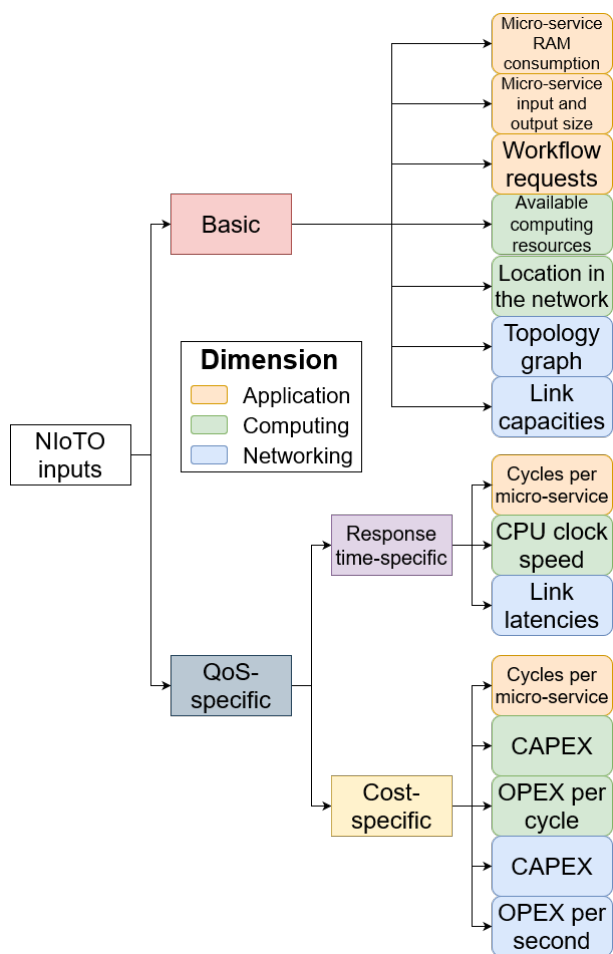 Micro-service
RAM
consumption
Micro-service
input and
output size
Workflow
requests
Basic
Available
computing
resources
Location in
the network
Topology
graph
Link
capacities
Dimension
Application
Computing
Networking
NIoTO
inputs
Cycles per
micro-service
Response
time-specific
CPU clock
speed
Link
latencies
QoS-
specific
Cycles per
micro-service
CAPEX
Cost-
specific
OPEX per
cycle
CAPEX
OPEX per
second